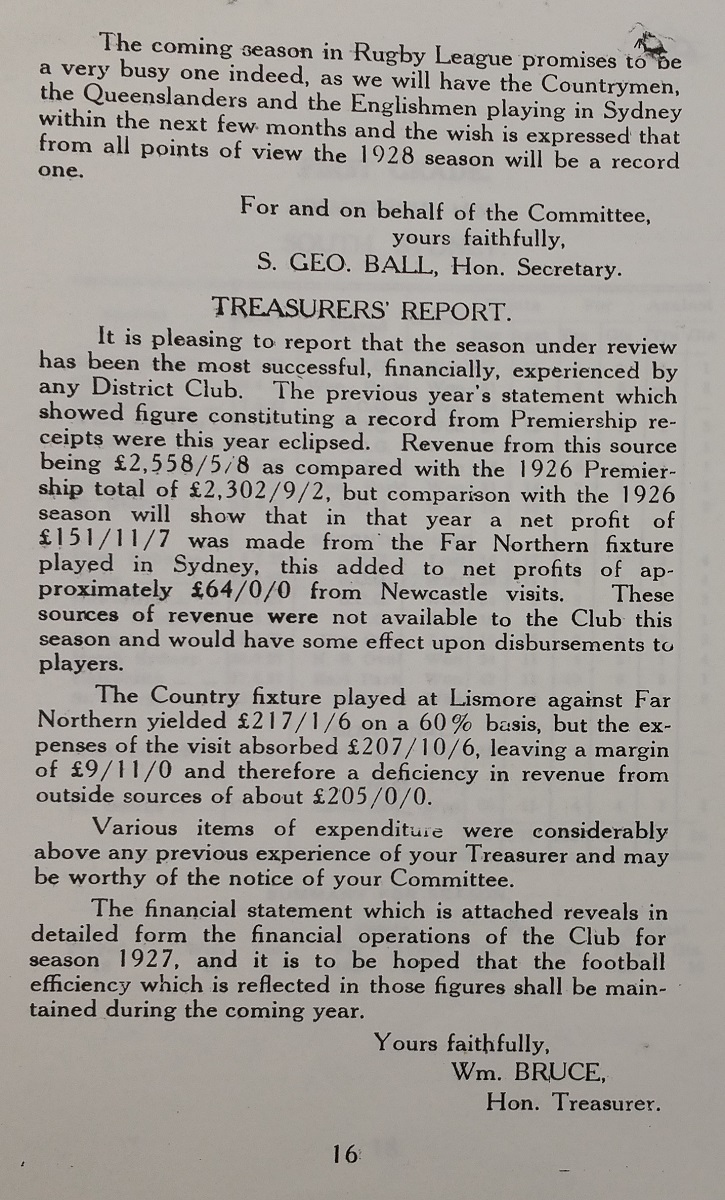 The coming season in Rugby League promises to be
a very busy one indeed, as we will have the Countrymen,
the Queenslanders and the Englishmen playing in Sydney
within the next few months and the wish is expressed that
from all points of view the 1928 season will be a record
one.
For and on behalf of the Committee,
yours faithfully,
S. GEO. BALL, Hon. Secretary.
TREASURERS' REPORT.
It is pleasing to report that the season under review
has been the most successful, financially, experienced by
any District Club. The previous year's statement which
showed figure constituting a record from Premiership re-
ceipts were this year eclipsed. Revenue from this source
being £2,558/5/8 as compared with the 1926 Premier-
ship total of £2,302/9/2, but comparison with the 1926
season will show that in that year a net profit of
£151/11/7 was made from the Far Northern fixture
played in Sydney, this added to net profits of ap-
proximately £64/0/0 from Newcastle visits. These
sources of revenue were not available to the Club this
season and would have some effect upon disbursements to
players.
The Country fixture played at Lismore against Far
Northern yielded £217/1/6 on a 60% basis, but the ex-
penses of the visit absorbed £207/10/6, leaving a margin
of £9/11/0 and therefore a deficiency in revenue from
outside sources of about £205/0/0.
Various items of expenditure were considerably
above any previous experience of your Treasurer and may
be worthy of the notice of your Committee.
The financial statement which is attached reveals in
detailed form the financial operations of the Club for
season 1927, and it is to be hoped that the football
efficiency which is reflected in those figures shall be main-
tained during the coming year.
Yours faithfully,
Wm. BRUCE,
Hon. Treasurer.
16